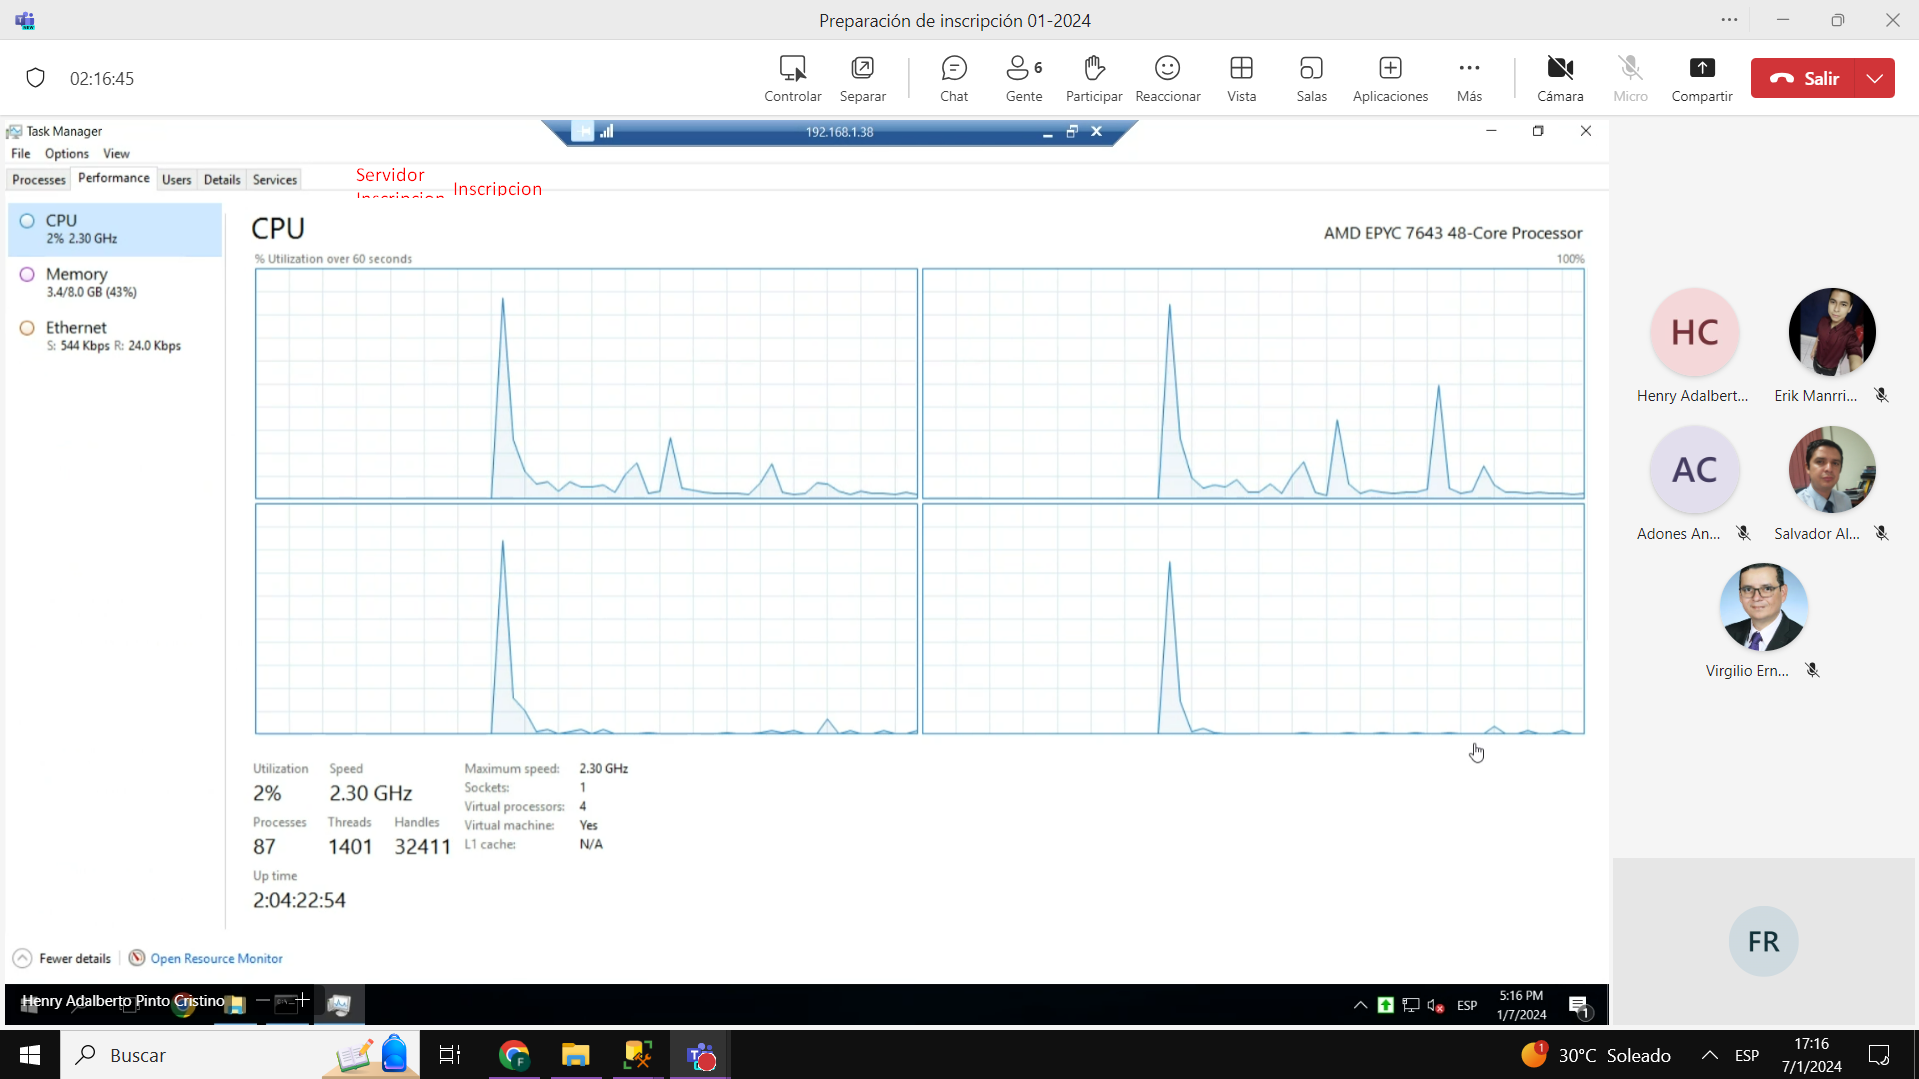 Preparación de inscripción 01-2024
02:16:45
Controlar
Separar
Chat
Gente
6
Participar
Reaccionar
Vista
Salas
Aplicaciones
Más
Cámara
Micro
Compartir
Salir
Task Manager
192.168.1.38
File Options View
Processes Performance Users Details Services
Servidor
Inscripcion
Inscripcion
CPU
2% 2.30 GHz
Memory
3.4/8.0 GB (43%)
Ethernet
S: 544 Kbps R: 24.0 Kbps
CPU
AMD EPYC 7643 48-Core Processor
% Utilization over 60 seconds
100%
Utilization Speed
2% 2.30 GHz
Processes Threads Handles
87 1401 32411
Up time
2:04:22:54
Maximum speed: 2.30 GHz
Sockets: 1
Virtual processors: 4
Virtual machine: Yes
L1 cache: N/A
Fewer details
Open Resource Monitor
Henry Adalberto Pinto Cristino
ESP
5:16 PM
1/7/2024
1
HC
Henry Adalbert...
Erik Manrri...
AC
Adones An...
Salvador Al...
Virgilio Ern...
FR
Buscar
1
30°C Soleado
ESP
17:16
7/1/2024